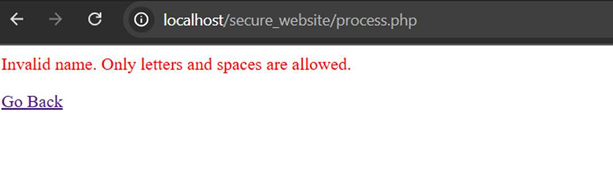 localhost/secure_website/process.php
Invalid name. Only letters and spaces are allowed.
Go Back